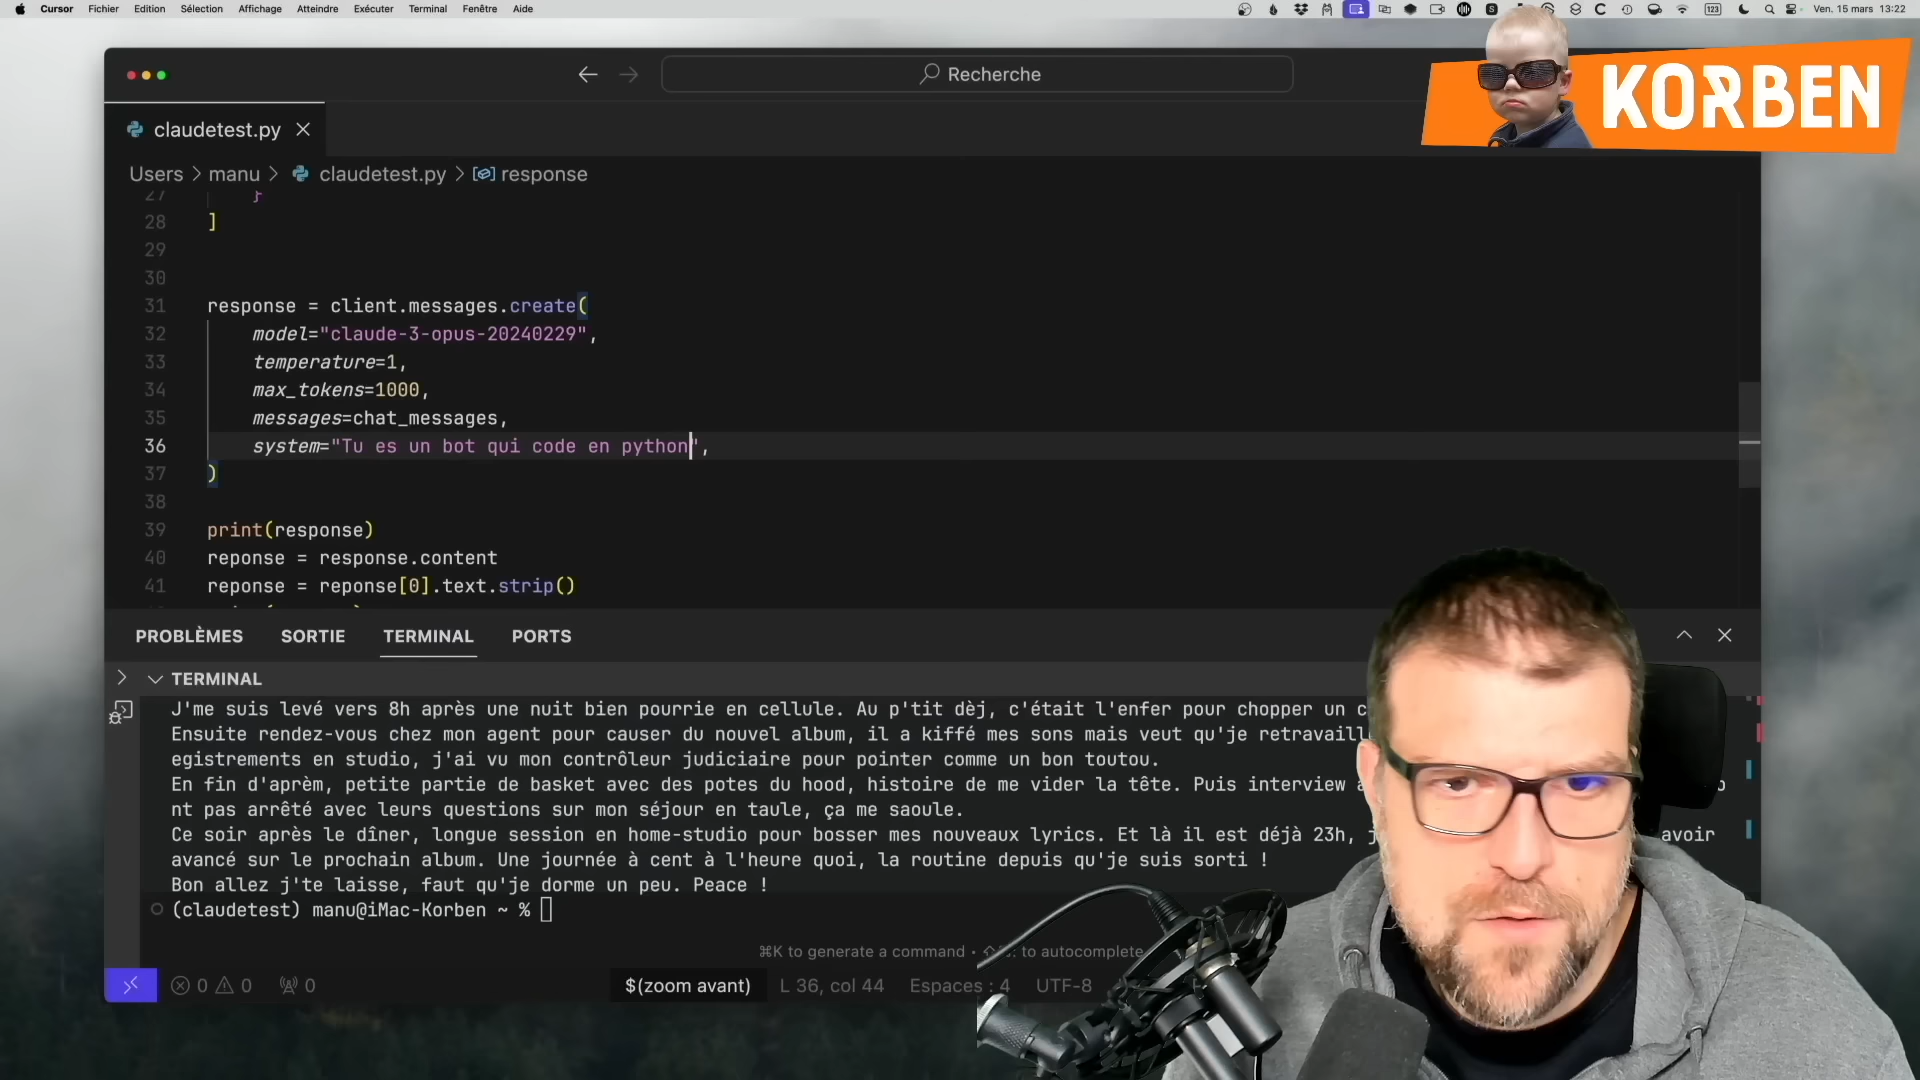 Cursor Fichier Edition Sélection Affichage Atteindre Exécuter Terminal Fenêtre Aide
123
Ven. 15 mars 13:22
KORBEN
Recherche
claudetest.py
Users > manu > claudetest.py > response
27 }
28 ]
29
30
31 response = client.messages.create(
32 model="claude-3-opus-20240229",
33 temperature=1,
34 max_tokens=1000,
35 messages=chat_messages,
36 system="Tu es un bot qui code en python",
37 )
38
39 print(response)
40 reponse = response.content
41 reponse = reponse[0].text.strip()
PROBLÈMES SORTIE TERMINAL PORTS
TERMINAL
J'me suis levé vers 8h après une nuit bien pourrie en cellule. Au p'tit dèj, c'était l'enfer pour chopper un c
Ensuite rendez-vous chez mon agent pour causer du nouvel album, il a kiffé mes sons mais veut qu'je retravaill
egistrements en studio, j'ai vu mon contrôleur judiciaire pour pointer comme un bon toutou.
En fin d'aprèm, petite partie de basket avec des potes du hood, histoire de me vider la tête. Puis interview
nt pas arrêté avec leurs questions sur mon séjour en taule, ça me saoule.
Ce soir après le dîner, longue session en home-studio pour bosser mes nouveaux lyrics. Et là il est déjà 23h, j avoir
avancé sur le prochain album. Une journée à cent à l'heure quoi, la routine depuis qu'je suis sorti !
Bon allez j'te laisse, faut qu'je dorme un peu. Peace !
(claudetest) manu@iMac-Korben ~ %
⌘K to generate a command • to autocomplete
0 0 0 $(zoom avant) L 36, col 44 Espaces : 4 UTF-8